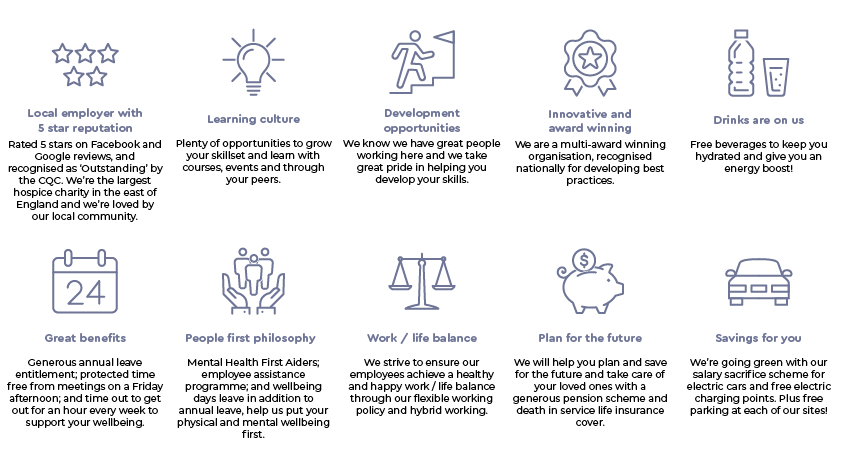 Local employer with
5 star reputation
Rated 5 stars on Facebook and
Google reviews, and
recognised as ‘Outstanding’ by
the CQC. We’re the largest
hospice charity in the east of
England and we’re loved by
our local community.
Learning culture
Plenty of opportunities to grow
your skillset and learn with
courses, events and through
your peers.
Development
opportunities
We know we have great people
working here and we take
great pride in helping you
develop your skills.
Innovative and
award winning
We are a multi-award winning
organisation, recognised
nationally for developing best
practices.
Drinks are on us
Free beverages to keep you
hydrated and give you an
energy boost!
24
Great benefits
Generous annual leave
entitlement; protected time
free from meetings on a Friday
afternoon; and time out to get
out for an hour every week to
support your wellbeing.
People first philosophy
Mental Health First Aiders;
employee assistance
programme; and wellbeing
days leave in addition to
annual leave, help us put your
physical and mental wellbeing
first.
Work / life balance
We strive to ensure our
employees achieve a healthy
and happy work / life balance
through our flexible working
policy and hybrid working.
$
Plan for the future
We will help you plan and save
for the future and take care of
your loved ones with a
generous pension scheme and
death in service life insurance
cover.
Savings for you
We’re going green with our
salary sacrifice scheme for
electric cars and free electric
charging points. Plus free
parking at each of our sites!